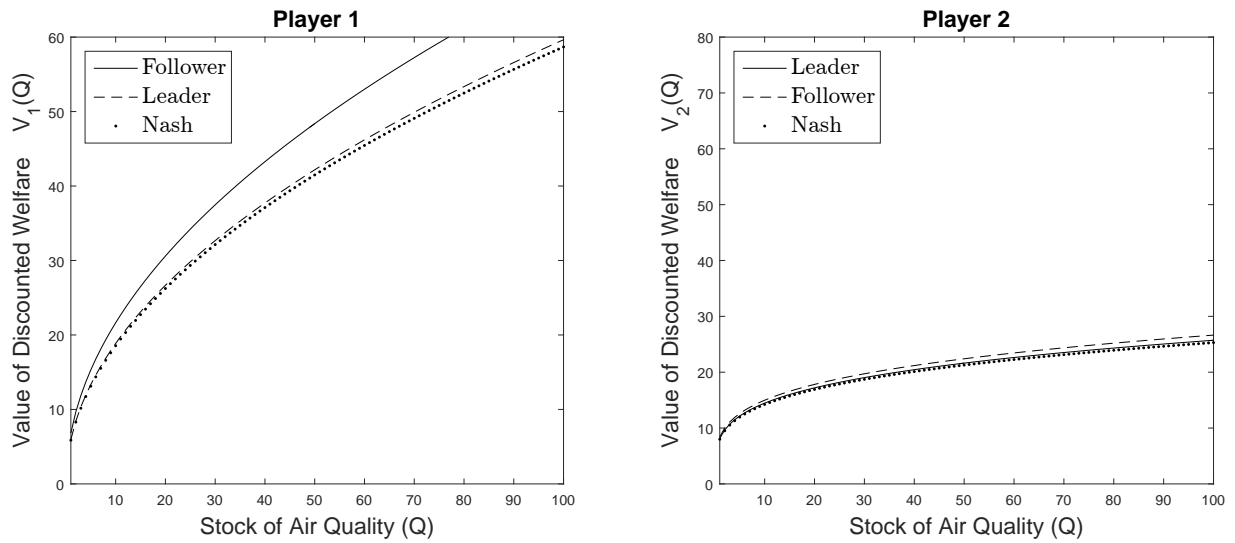 Player 1
Value of Discounted Welfare V_1(Q)
60
50
40
30
20
10
0
Follower
Leader
Nash
10 20 30 40 50 60 70 80 90 100
Stock of Air Quality (Q)
Player 2
Value of Discounted Welfare V_2(Q)
80
70
60
50
40
30
20
10
0
Leader
Follower
Nash
10 20 30 40 50 60 70 80 90 100
Stock of Air Quality (Q)